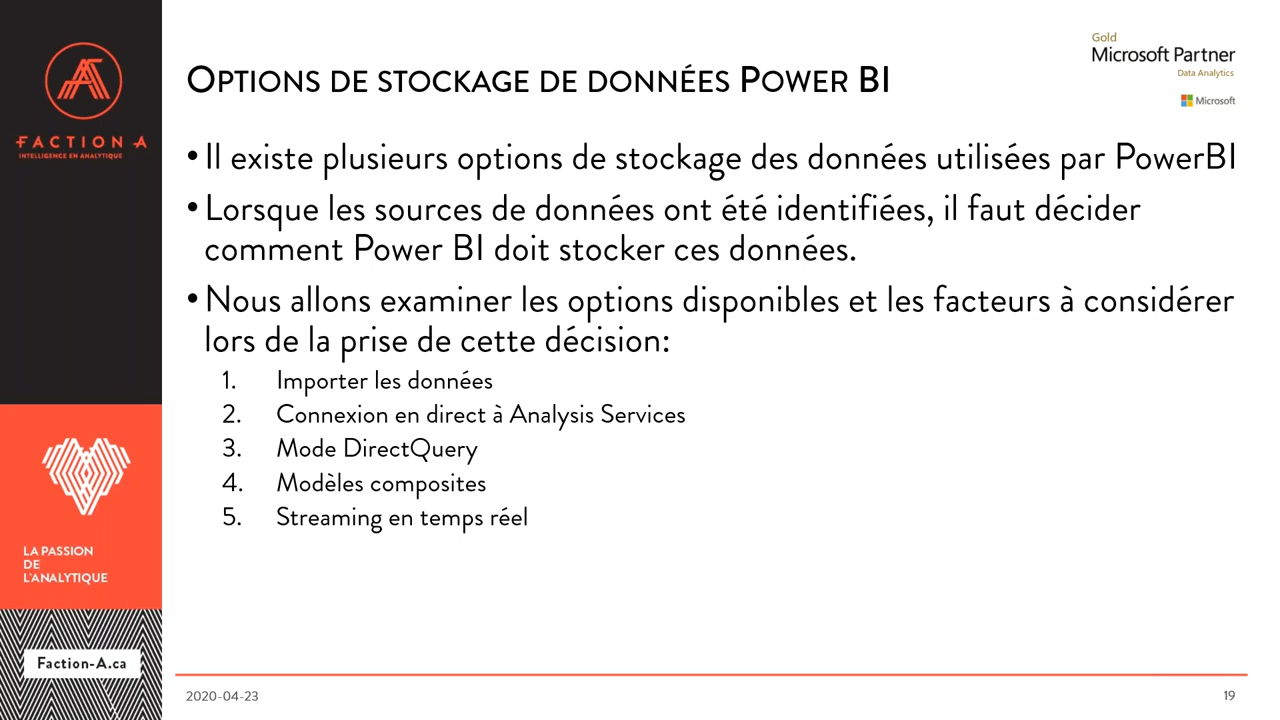 FACTION A
INTELLIGENCE EN ANALYTIQUE
Gold
Microsoft Partner
Data Analytics
Microsoft
OPTIONS DE STOCKAGE DE DONNÉES POWER BI
• Il existe plusieurs options de stockage des données utilisées par PowerBI
• Lorsque les sources de données ont été identifiées, il faut décider
comment Power BI doit stocker ces données.
• Nous allons examiner les options disponibles et les facteurs à considérer
lors de la prise de cette décision:
1. Importer les données
2. Connexion en direct à Analysis Services
3. Mode DirectQuery
4. Modèles composites
5. Streaming en temps réel
LA PASSION
DE
L'ANALYTIQUE
Faction-A.ca
2020-04-23
19